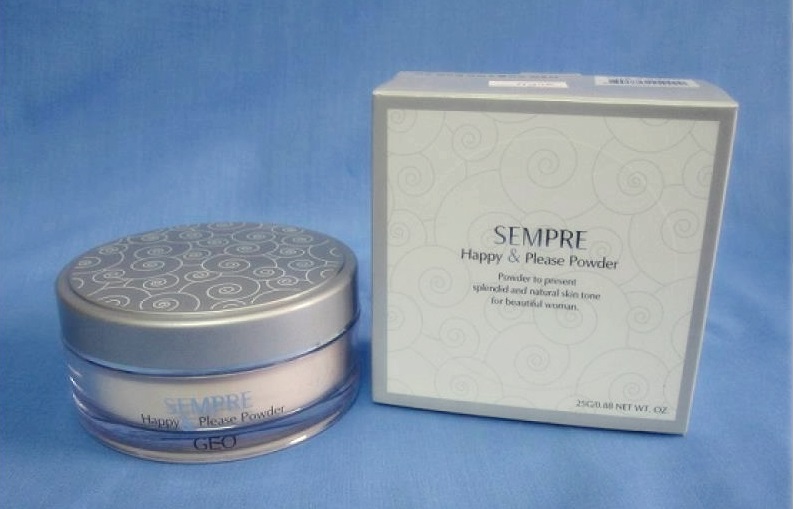 SEMPRE
Happy & Please Powder
Powder to present
splendid and natural skin tone
for beautiful woman.
25G/0.88 NET WT. OZ.
SEMPRE
Happy & Please Powder
GEO